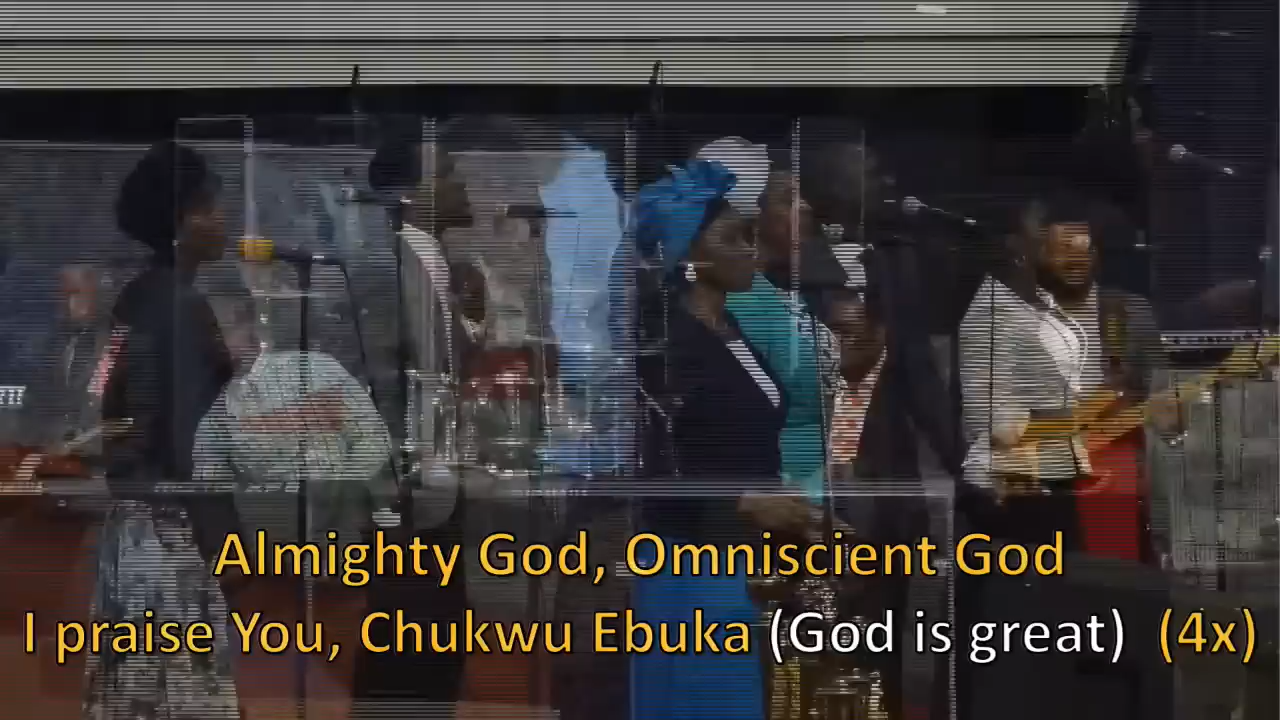 Almighty God, Omniscient God
I praise You, Chukwu Ebuka (God is great) (4x)